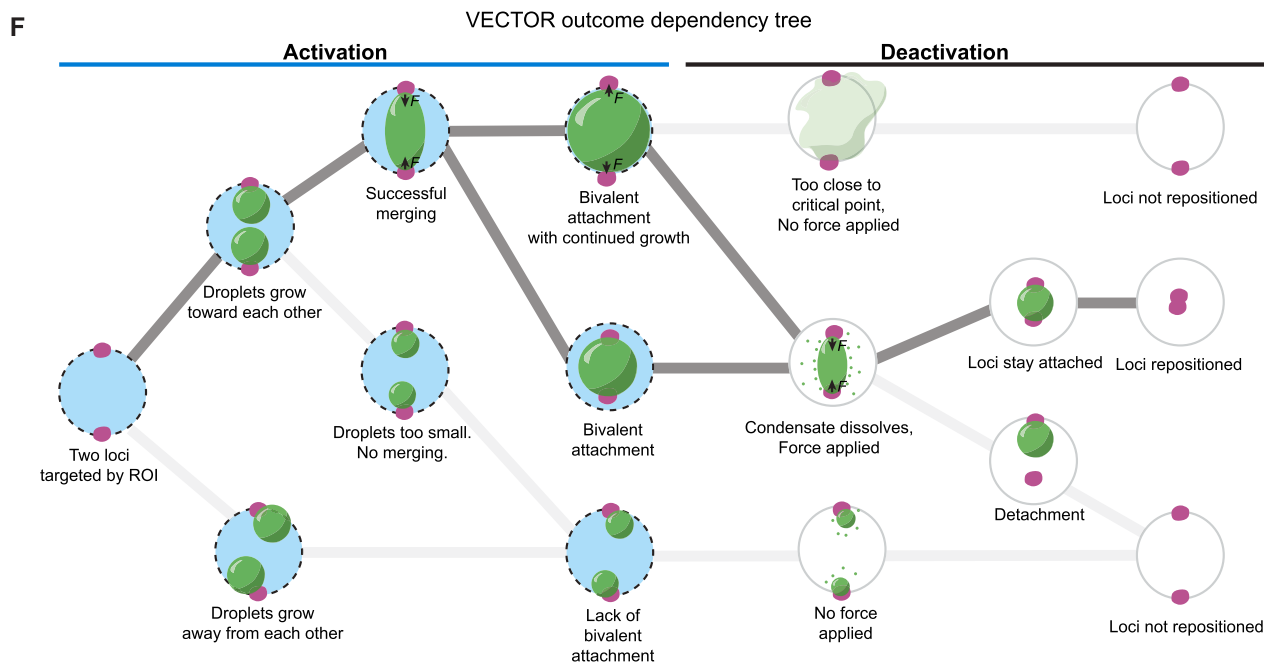 F
VECTOR outcome dependency tree
Activation
Deactivation
F
F
Successful
merging
F
F
Bivalent
attachment
with continued growth
Too close to
critical point,
No force applied
Loci not repositioned
Droplets grow
toward each other
Two loci
targeted by ROI
Droplets too small.
No merging.
Bivalent
attachment
F
F
Condensate dissolves,
Force applied
Loci stay attached
Loci repositioned
Detachment
Droplets grow
away from each other
Lack of
bivalent
attachment
No force
applied
Loci not repositioned